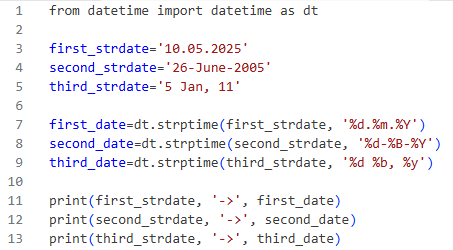 1 from datetime import datetime as dt
2
3 first_strdate='10.05.2025'
4 second_strdate='26-June-2005'
5 third_strdate='5 Jan, 11'
6
7 first_date=dt.strptime(first_strdate, '%d.%m.%Y')
8 second_date=dt.strptime(second_strdate, '%d-%B-%Y')
9 third_date=dt.strptime(third_strdate, '%d %b, %y')
10
11 print(first_strdate, '->', first_date)
12 print(second_strdate, '->', second_date)
13 print(third_strdate, '->', third_date)